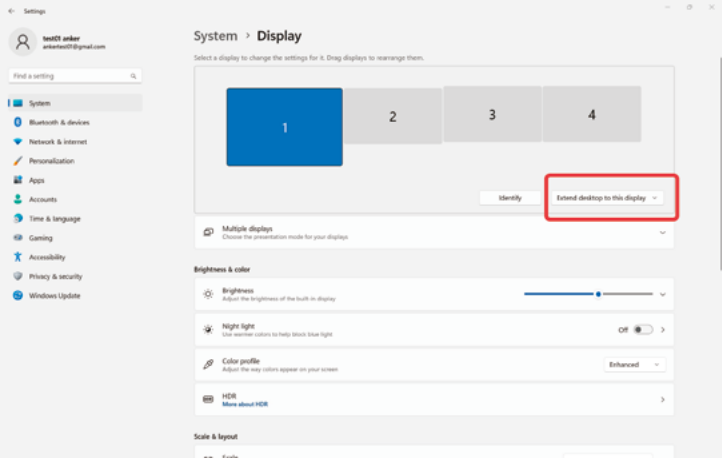 Settings
test01 anker
ankertest01@gmail.com
Find a setting
System
Bluetooth & devices
Network & internet
Personalization
Apps
Accounts
Time & language
Gaming
Accessibility
Privacy & security
Windows Update
System > Display
Select a display to change the settings for it. Drag displays to rearrange them.
1
2
3
4
Identify
Extend desktop to this display
Multiple displays
Choose the presentation mode for your displays
Brightness & color
Brightness
Adjust the brightness of the built-in display
Night light
Use warmer colors to help block blue light
Off
Color profile
Adjust the way colors appear on your screen
Enhanced
HDR
More about HDR
Scale & layout
Scale